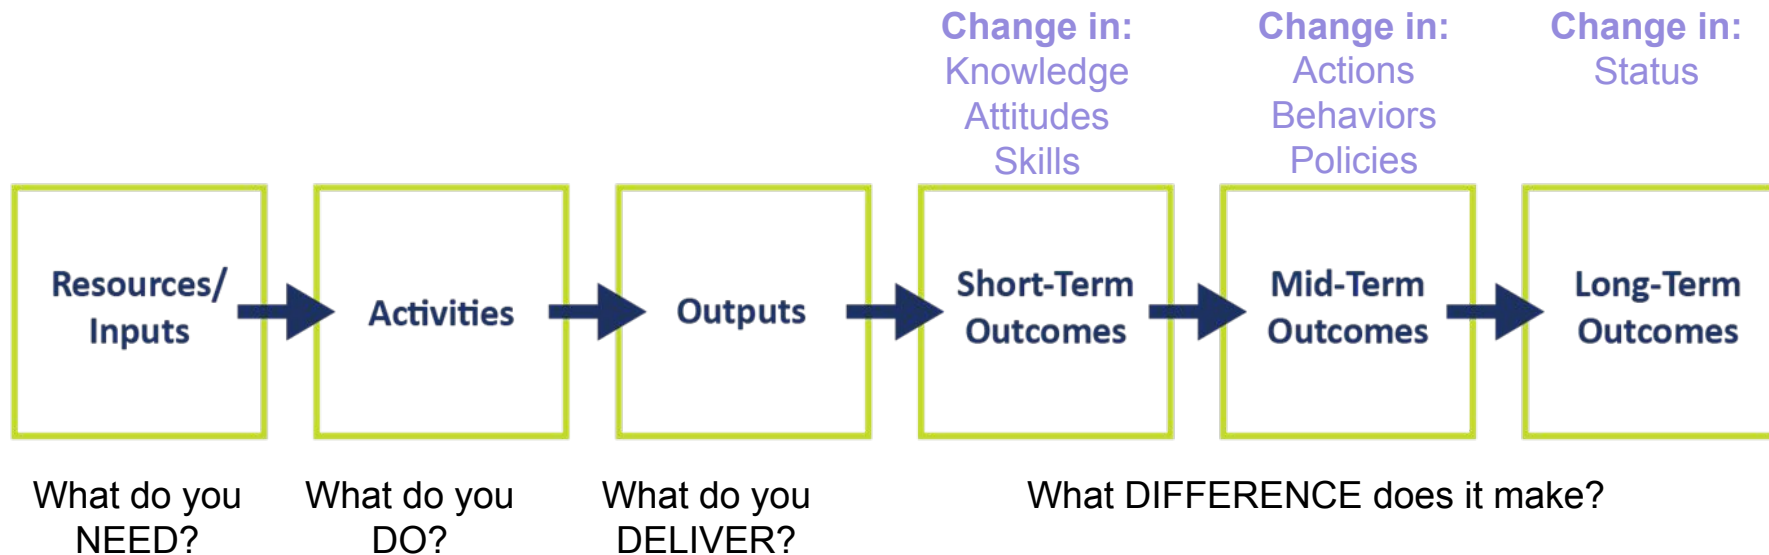 Change in:
Knowledge
Attitudes
Skills
Change in:
Actions
Behaviors
Policies
Change in:
Status
Resources/
Inputs
Activities
Outputs
Short-Term
Outcomes
Mid-Term
Outcomes
Long-Term
Outcomes
What do you
NEED?
What do you
DO?
What do you
DELIVER?
What DIFFERENCE does it make?